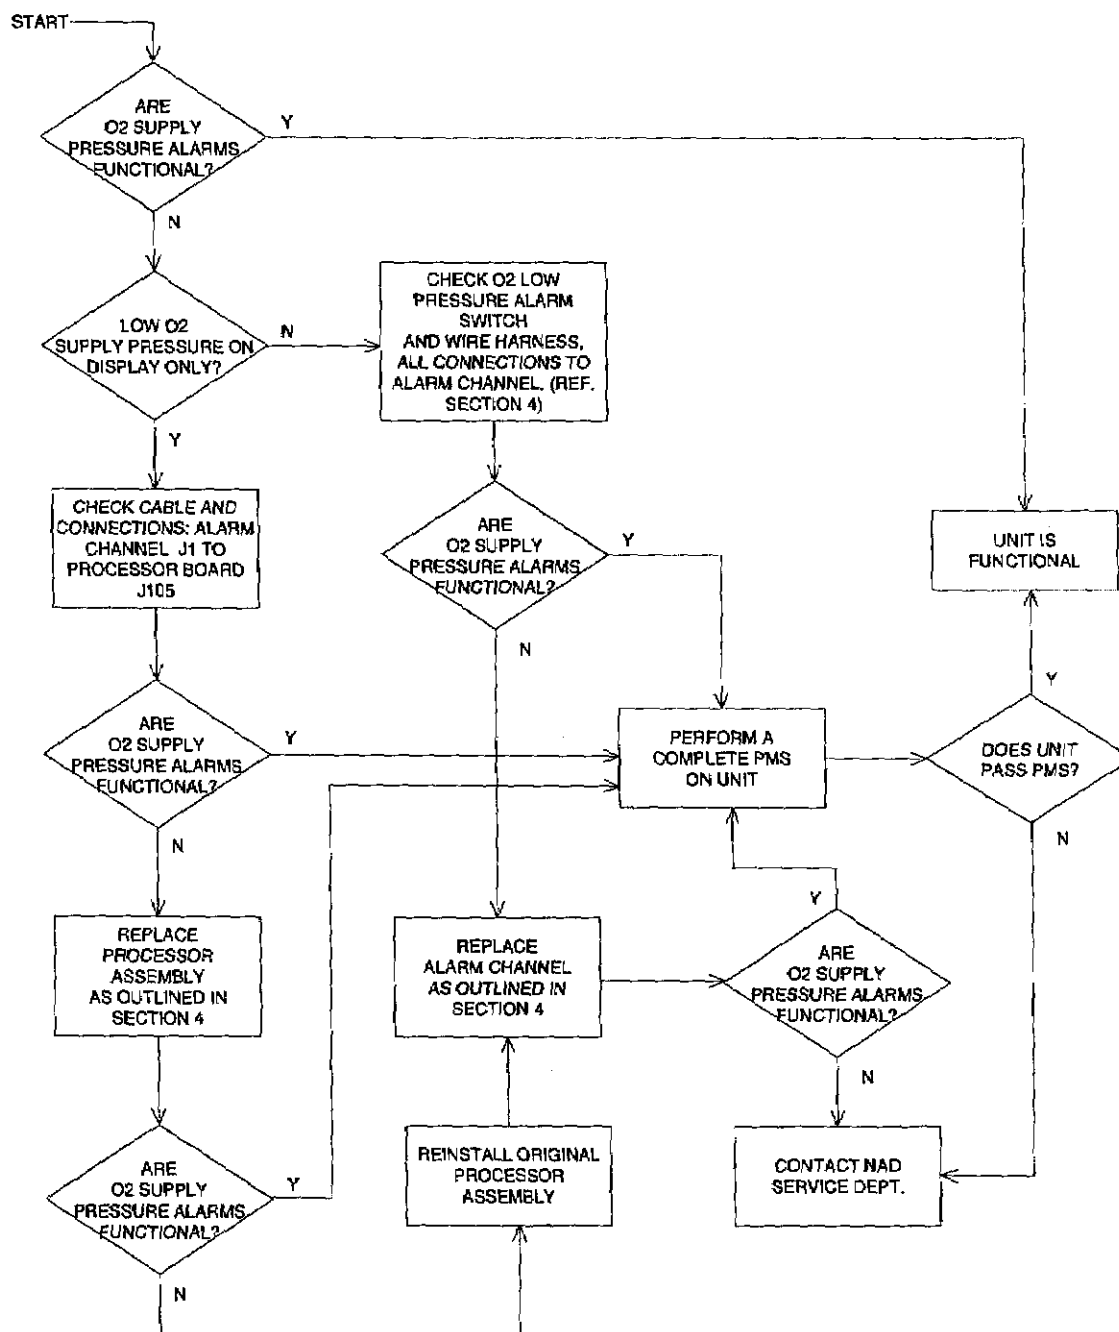 START
ARE
O2 SUPPLY
PRESSURE ALARMS
FUNCTIONAL?
Y
N
LOW O2
SUPPLY PRESSURE ON
DISPLAY ONLY?
N
Y
CHECK O2 LOW
PRESSURE ALARM
SWITCH
AND WIRE HARNESS,
ALL CONNECTIONS TO
ALARM CHANNEL. (REF.
SECTION 4)
CHECK CABLE AND
CONNECTIONS: ALARM
CHANNEL J1 TO
PROCESSOR BOARD
J105
ARE
O2 SUPPLY
PRESSURE ALARMS
FUNCTIONAL?
Y
N
UNIT IS
FUNCTIONAL
Y
ARE
O2 SUPPLY
PRESSURE ALARMS
FUNCTIONAL?
Y
N
PERFORM A
COMPLETE PMS
ON UNIT
DOES UNIT
PASS PMS?
N
REPLACE
PROCESSOR
ASSEMBLY
AS OUTLINED IN
SECTION 4
REPLACE
ALARM CHANNEL
AS OUTLINED IN
SECTION 4
Y
ARE
O2 SUPPLY
PRESSURE ALARMS
FUNCTIONAL?
N
ARE
O2 SUPPLY
PRESSURE ALARMS
FUNCTIONAL?
Y
N
REINSTALL ORIGINAL
PROCESSOR
ASSEMBLY
CONTACT NAD
SERVICE DEPT.